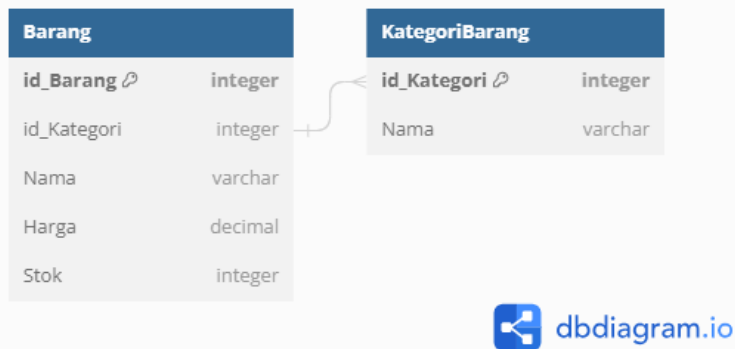 Barang
id_Barang integer
id_Kategori integer
Nama varchar
Harga decimal
Stok integer
KategoriBarang
id_Kategori integer
Nama varchar
dbdiagram.io